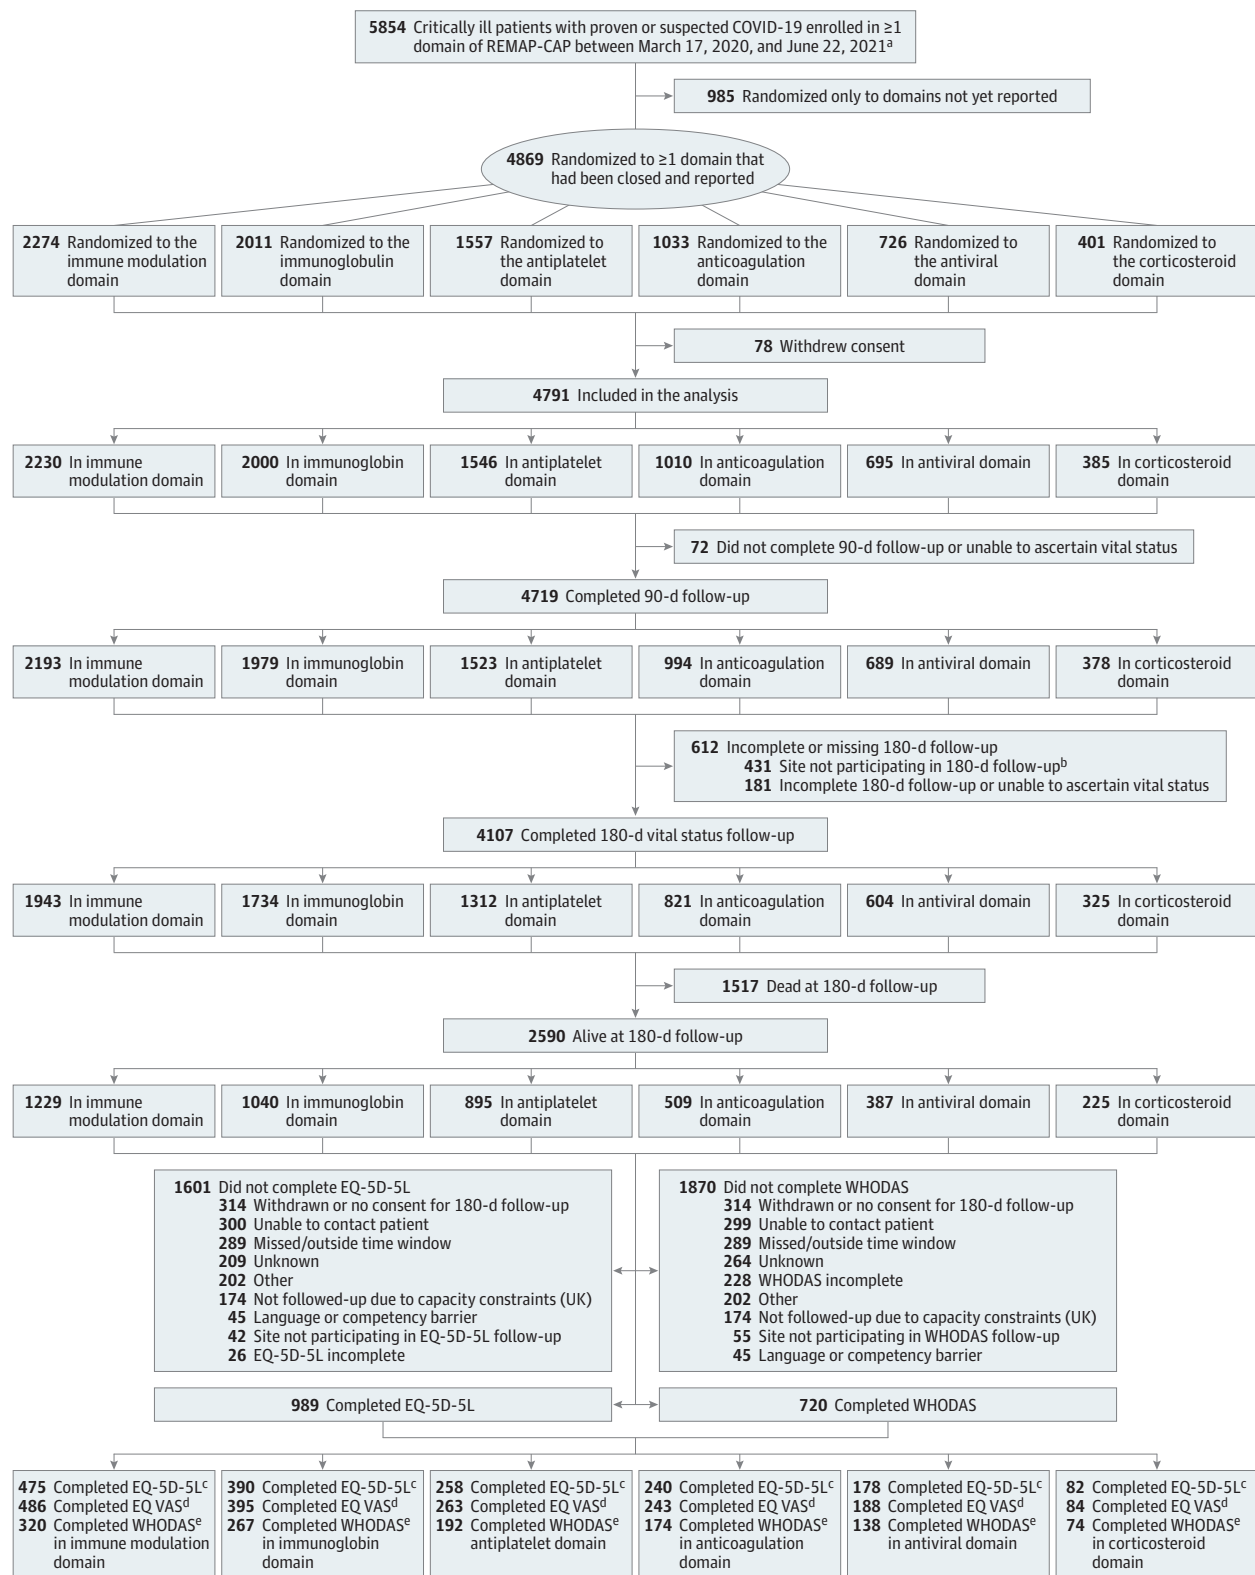 5854 Critically ill patients with proven or suspected COVID-19 enrolled in ≥1
domain of REMAP-CAP between March 17, 2020, and June 22, 2021a
985 Randomized only to domains not yet reported
4869 Randomized to ≥1 domain that
had been closed and reported
2274 Randomized to the
immune modulation
domain
2011 Randomized to the
immunoglobulin
domain
1557 Randomized to
the antiplatelet
domain
1033 Randomized to the
anticoagulation
domain
726 Randomized to
the antiviral
domain
401 Randomized to
the corticosteroid
domain
78 Withdrew consent
4791 Included in the analysis
2230 In immune
modulation domain
2000 In immunoglobin
domain
1546 In antiplatelet
domain
1010 In anticoagulation
domain
695 In antiviral domain
385 In corticosteroid
domain
72 Did not complete 90-d follow-up or unable to ascertain vital status
4719 Completed 90-d follow-up
2193 In immune
modulation domain
1979 In immunoglobin
domain
1523 In antiplatelet
domain
994 In anticoagulation
domain
689 In antiviral domain
378 In corticosteroid
domain
612 Incomplete or missing 180-d follow-up
431 Site not participating in 180-d follow-upb
181 Incomplete 180-d follow-up or unable to ascertain vital status
4107 Completed 180-d vital status follow-up
1943 In immune
modulation domain
1734 In immunoglobin
domain
1312 In antiplatelet
domain
821 In anticoagulation
domain
604 In antiviral domain
325 In corticosteroid
domain
1517 Dead at 180-d follow-up
2590 Alive at 180-d follow-up
1229 In immune
modulation domain
1040 In immunoglobin
domain
895 In antiplatelet
domain
509 In anticoagulation
domain
387 In antiviral domain
225 In corticosteroid
domain
1601 Did not complete EQ-5D-5L
314 Withdrawn or no consent for 180-d follow-up
300 Unable to contact patient
289 Missed/outside time window
209 Unknown
202 Other
174 Not followed-up due to capacity constraints (UK)
45 Language or competency barrier
42 Site not participating in EQ-5D-5L follow-up
26 EQ-5D-5L incomplete
1870 Did not complete WHODAS
314 Withdrawn or no consent for 180-d follow-up
299 Unable to contact patient
289 Missed/outside time window
264 Unknown
228 WHODAS incomplete
202 Other
174 Not followed-up due to capacity constraints (UK)
55 Site not participating in WHODAS follow-up
45 Language or competency barrier
989 Completed EQ-5D-5L
720 Completed WHODAS
475 Completed EQ-5D-5Lc
486 Completed EQ VASd
320 Completed WHODASe
in immune modulation
domain
390 Completed EQ-5D-5Lc
395 Completed EQ VASd
267 Completed WHODASe
in immunoglobin
domain
258 Completed EQ-5D-5Lc
263 Completed EQ VASd
192 Completed WHODASe
antiplatelet domain
240 Completed EQ-5D-5Lc
243 Completed EQ VASd
174 Completed WHODASe
in anticoagulation
domain
178 Completed EQ-5D-5Lc
188 Completed EQ VASd
138 Completed WHODASe
in antiviral domain
82 Completed EQ-5D-5Lc
84 Completed EQ VASd
74 Completed WHODASe
in corticosteroid
domain